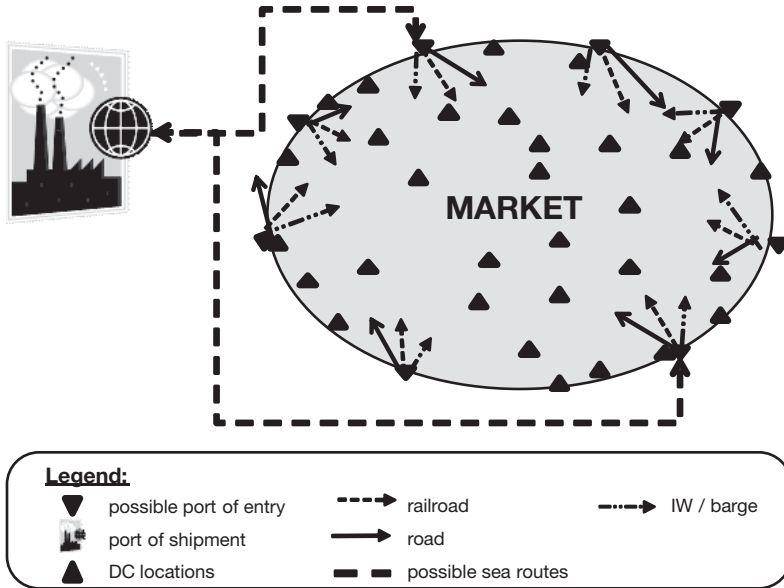 MARKET
Legend:
possible port of entry
railroad
IW / barge
port of shipment
road
DC locations
possible sea routes